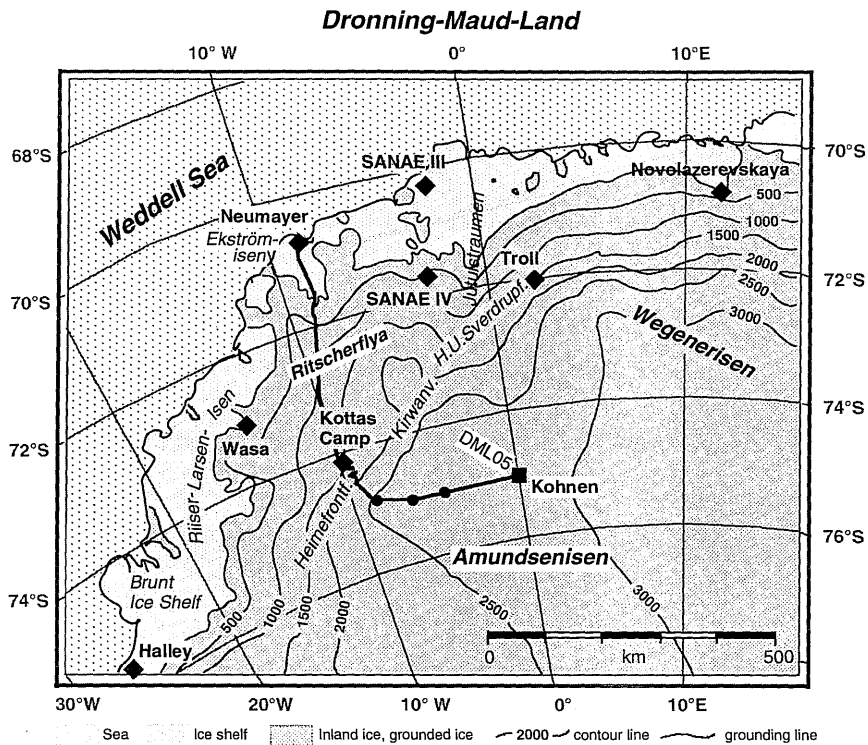 Dronning-Maud-Land
10° W
0°
10°E
68°S
70°S
SANAE III
Novolazerevskaya
500
Weddell Sea
Neumayer
Ekström-
isen
Jutulstraumen
1000
1500
Troll
2000
72°S
SANAE IV
2500
70°S
H.U.Sverdrupf.
3000
Wegenerisen
Ritscherflya
Riiser-Larsen-Isen
Kottas
Camp
Kirwanv.
74°S
72°S
Wasa
DML05
Kohnen
Heimefrontf.
76°S
Amundsenisen
Brunt
Ice Shelf
74°S
500
1000
1500
2000
2500
3000
Halley
0
km
500
30°W
20°W
10°W
0°
10°E
Sea
Ice shelf
Inland ice, grounded ice
2000
contour line
grounding line